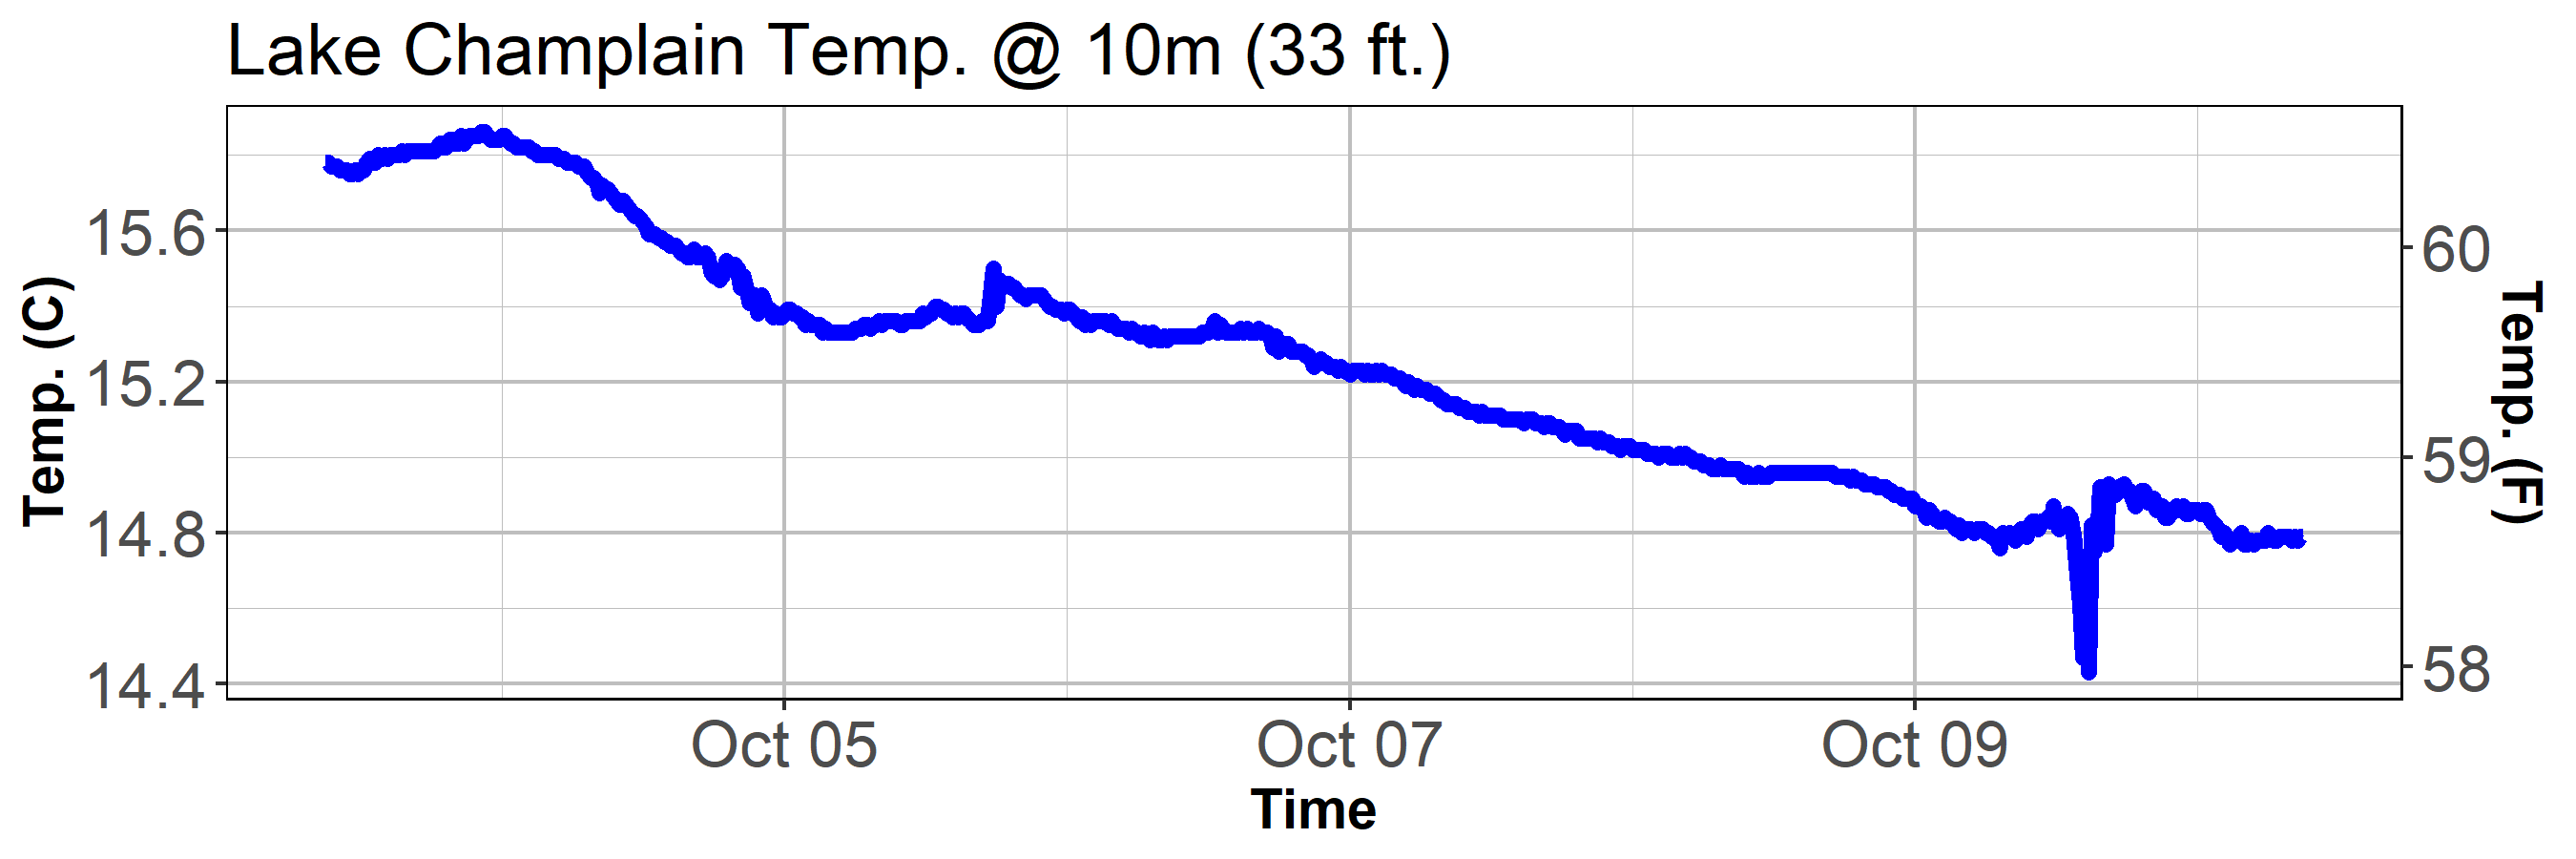 Lake Champlain Temp. @ 10m (33 ft.)
Temp. (C)
15.6
15.2
14.8
14.4
60
59
58
Temp. (F)
Oct 05 Oct 07 Oct 09
Time